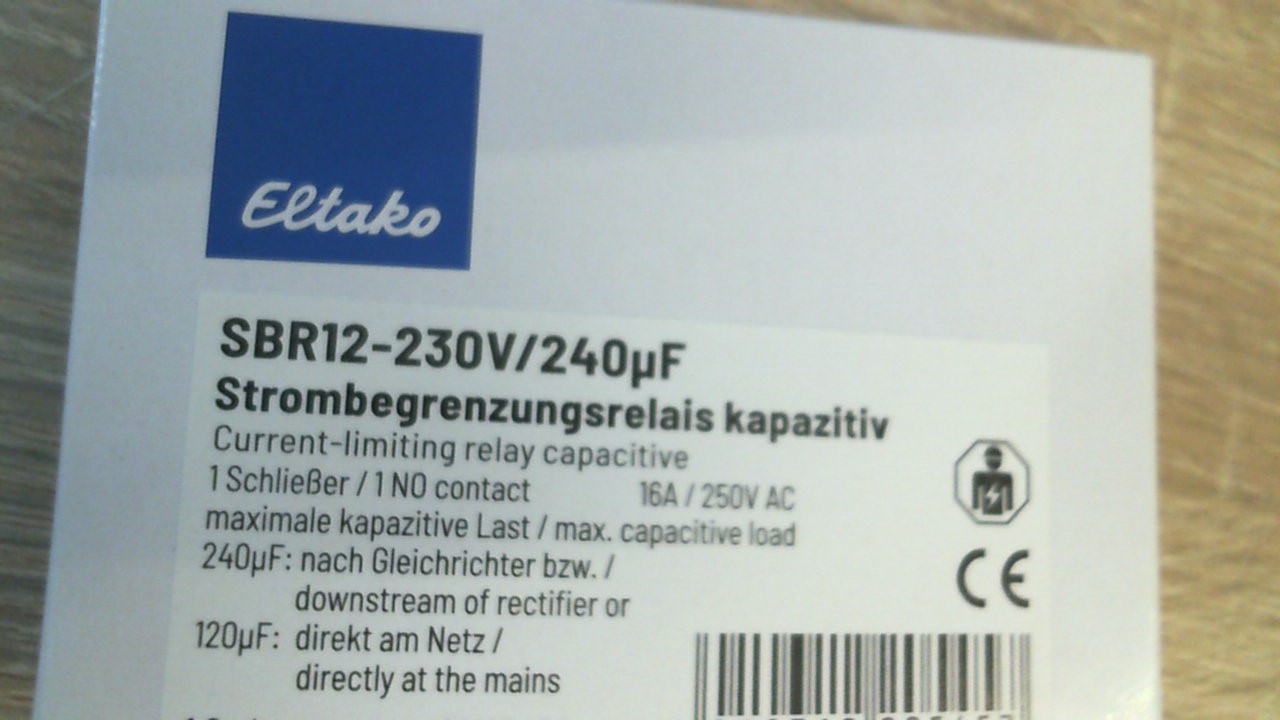 Eltako
SBR12-230V/240µF
Strombegrenzungsrelais kapazitiv
Current-limiting relay capacitive
1 Schließer / 1 NO contact 16A / 250V AC
maximale kapazitive Last / max. capacitive load
240µF: nach Gleichrichter bzw. /
downstream of rectifier or
120µF: direkt am Netz /
directly at the mains
CE